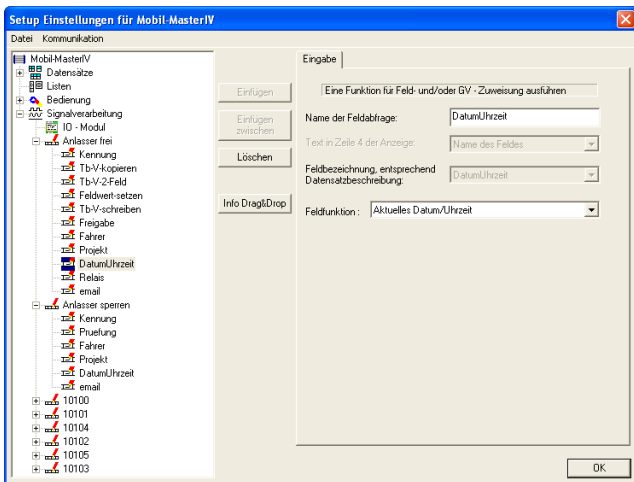 Setup Einstellungen für Mobil-MasterIV
Datei Kommunikation
Mobil-MasterIV
Datensätze
Listen
Bedienung
Signalverarbeitung
IO - Modul
Anlasser frei
Kennung
Tb-V-kopieren
Tb-V-2-Feld
Feldwert-setzen
Tb-V-schreiben
Freigabe
Fahrer
Projekt
DatumUhrzeit
Relais
email
Anlasser sperren
Kennung
Pruefung
Fahrer
Projekt
DatumUhrzeit
email
10100
10101
10104
10102
10105
10103
Einfügen
Einfügen
zwischen
Löschen
Info Drag&Drop
Eingabe
Eine Funktion für Feld- und/oder GV - Zuweisung ausführen
Name der Feldabfrage: DatumUhrzeit
Text in Zeile 4 der Anzeige: Name des Feldes
Feldbezeichnung, entsprechend
Datensatzbeschreibung: DatumUhrzeit
Feldfunktion : Aktuelles Datum/Uhrzeit
OK